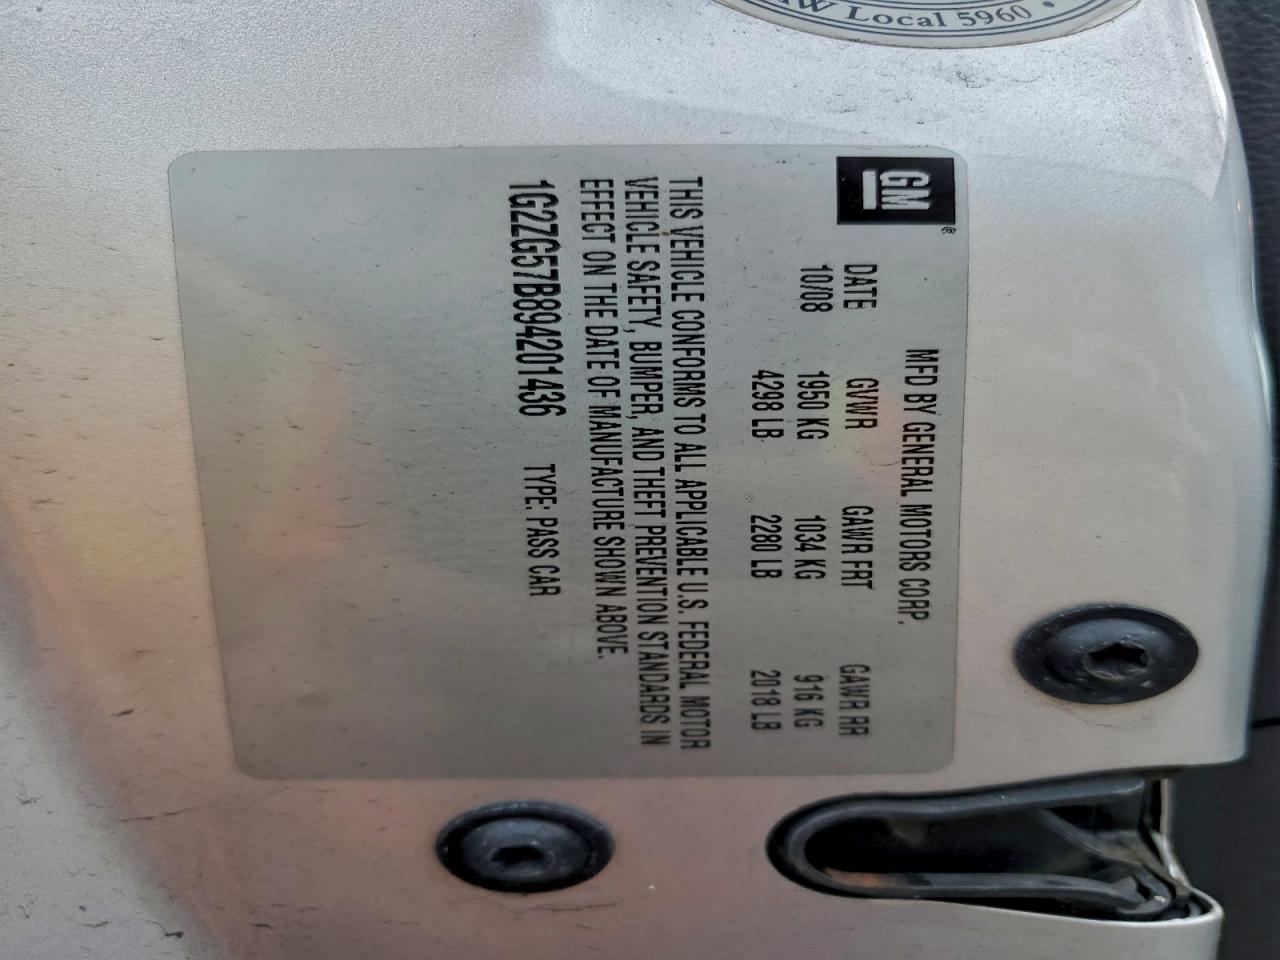 UAW Local 5960 •
GM®
MFD BY GENERAL MOTORS CORP.
DATE GVWR GAWR FRT GAWR RR
10/08 1950 KG 1034 KG 916 KG
4298 LB 2280 LB 2018 LB
THIS VEHICLE CONFORMS TO ALL APPLICABLE U.S. FEDERAL MOTOR
VEHICLE SAFETY, BUMPER, AND THEFT PREVENTION STANDARDS IN
EFFECT ON THE DATE OF MANUFACTURE SHOWN ABOVE.
1G2ZG57B894201436 TYPE: PASS CAR